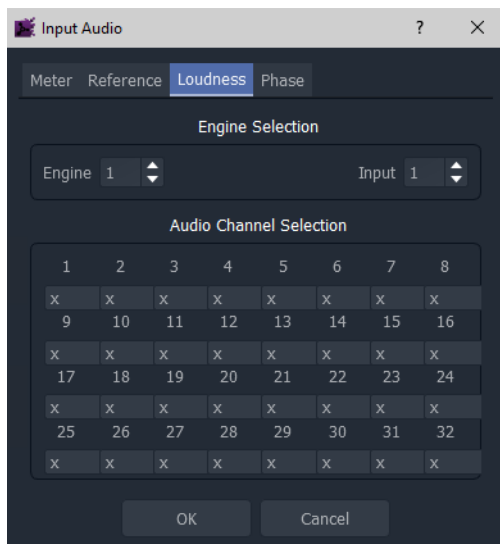 Input Audio ? ×
Meter Reference Loudness Phase
Engine Selection
Engine 1 Input 1
Audio Channel Selection
1 2 3 4 5 6 7 8
x x x x x x x x
9 10 11 12 13 14 15 16
x x x x x x x x
17 18 19 20 21 22 23 24
x x x x x x x x
25 26 27 28 29 30 31 32
x x x x x x x x
OK Cancel